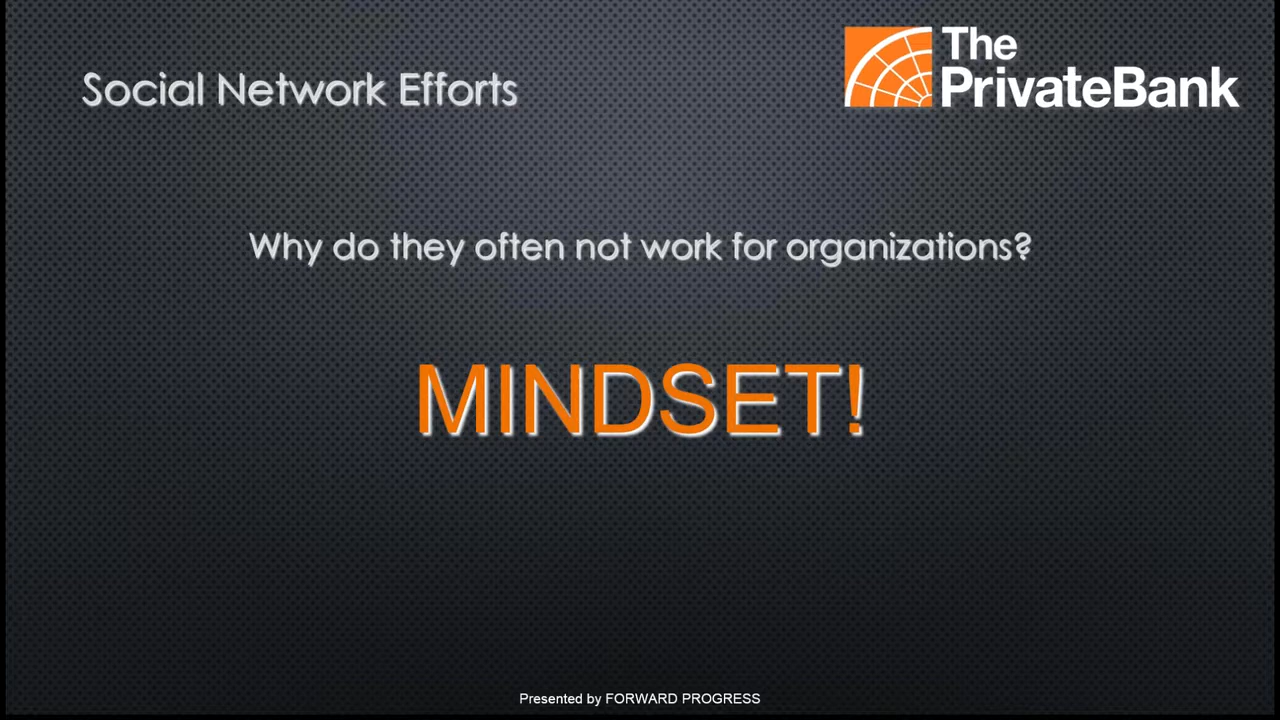 The
PrivateBank
Social Network Efforts
Why do they often not work for organizations?
MINDSET!
Presented by FORWARD PROGRESS